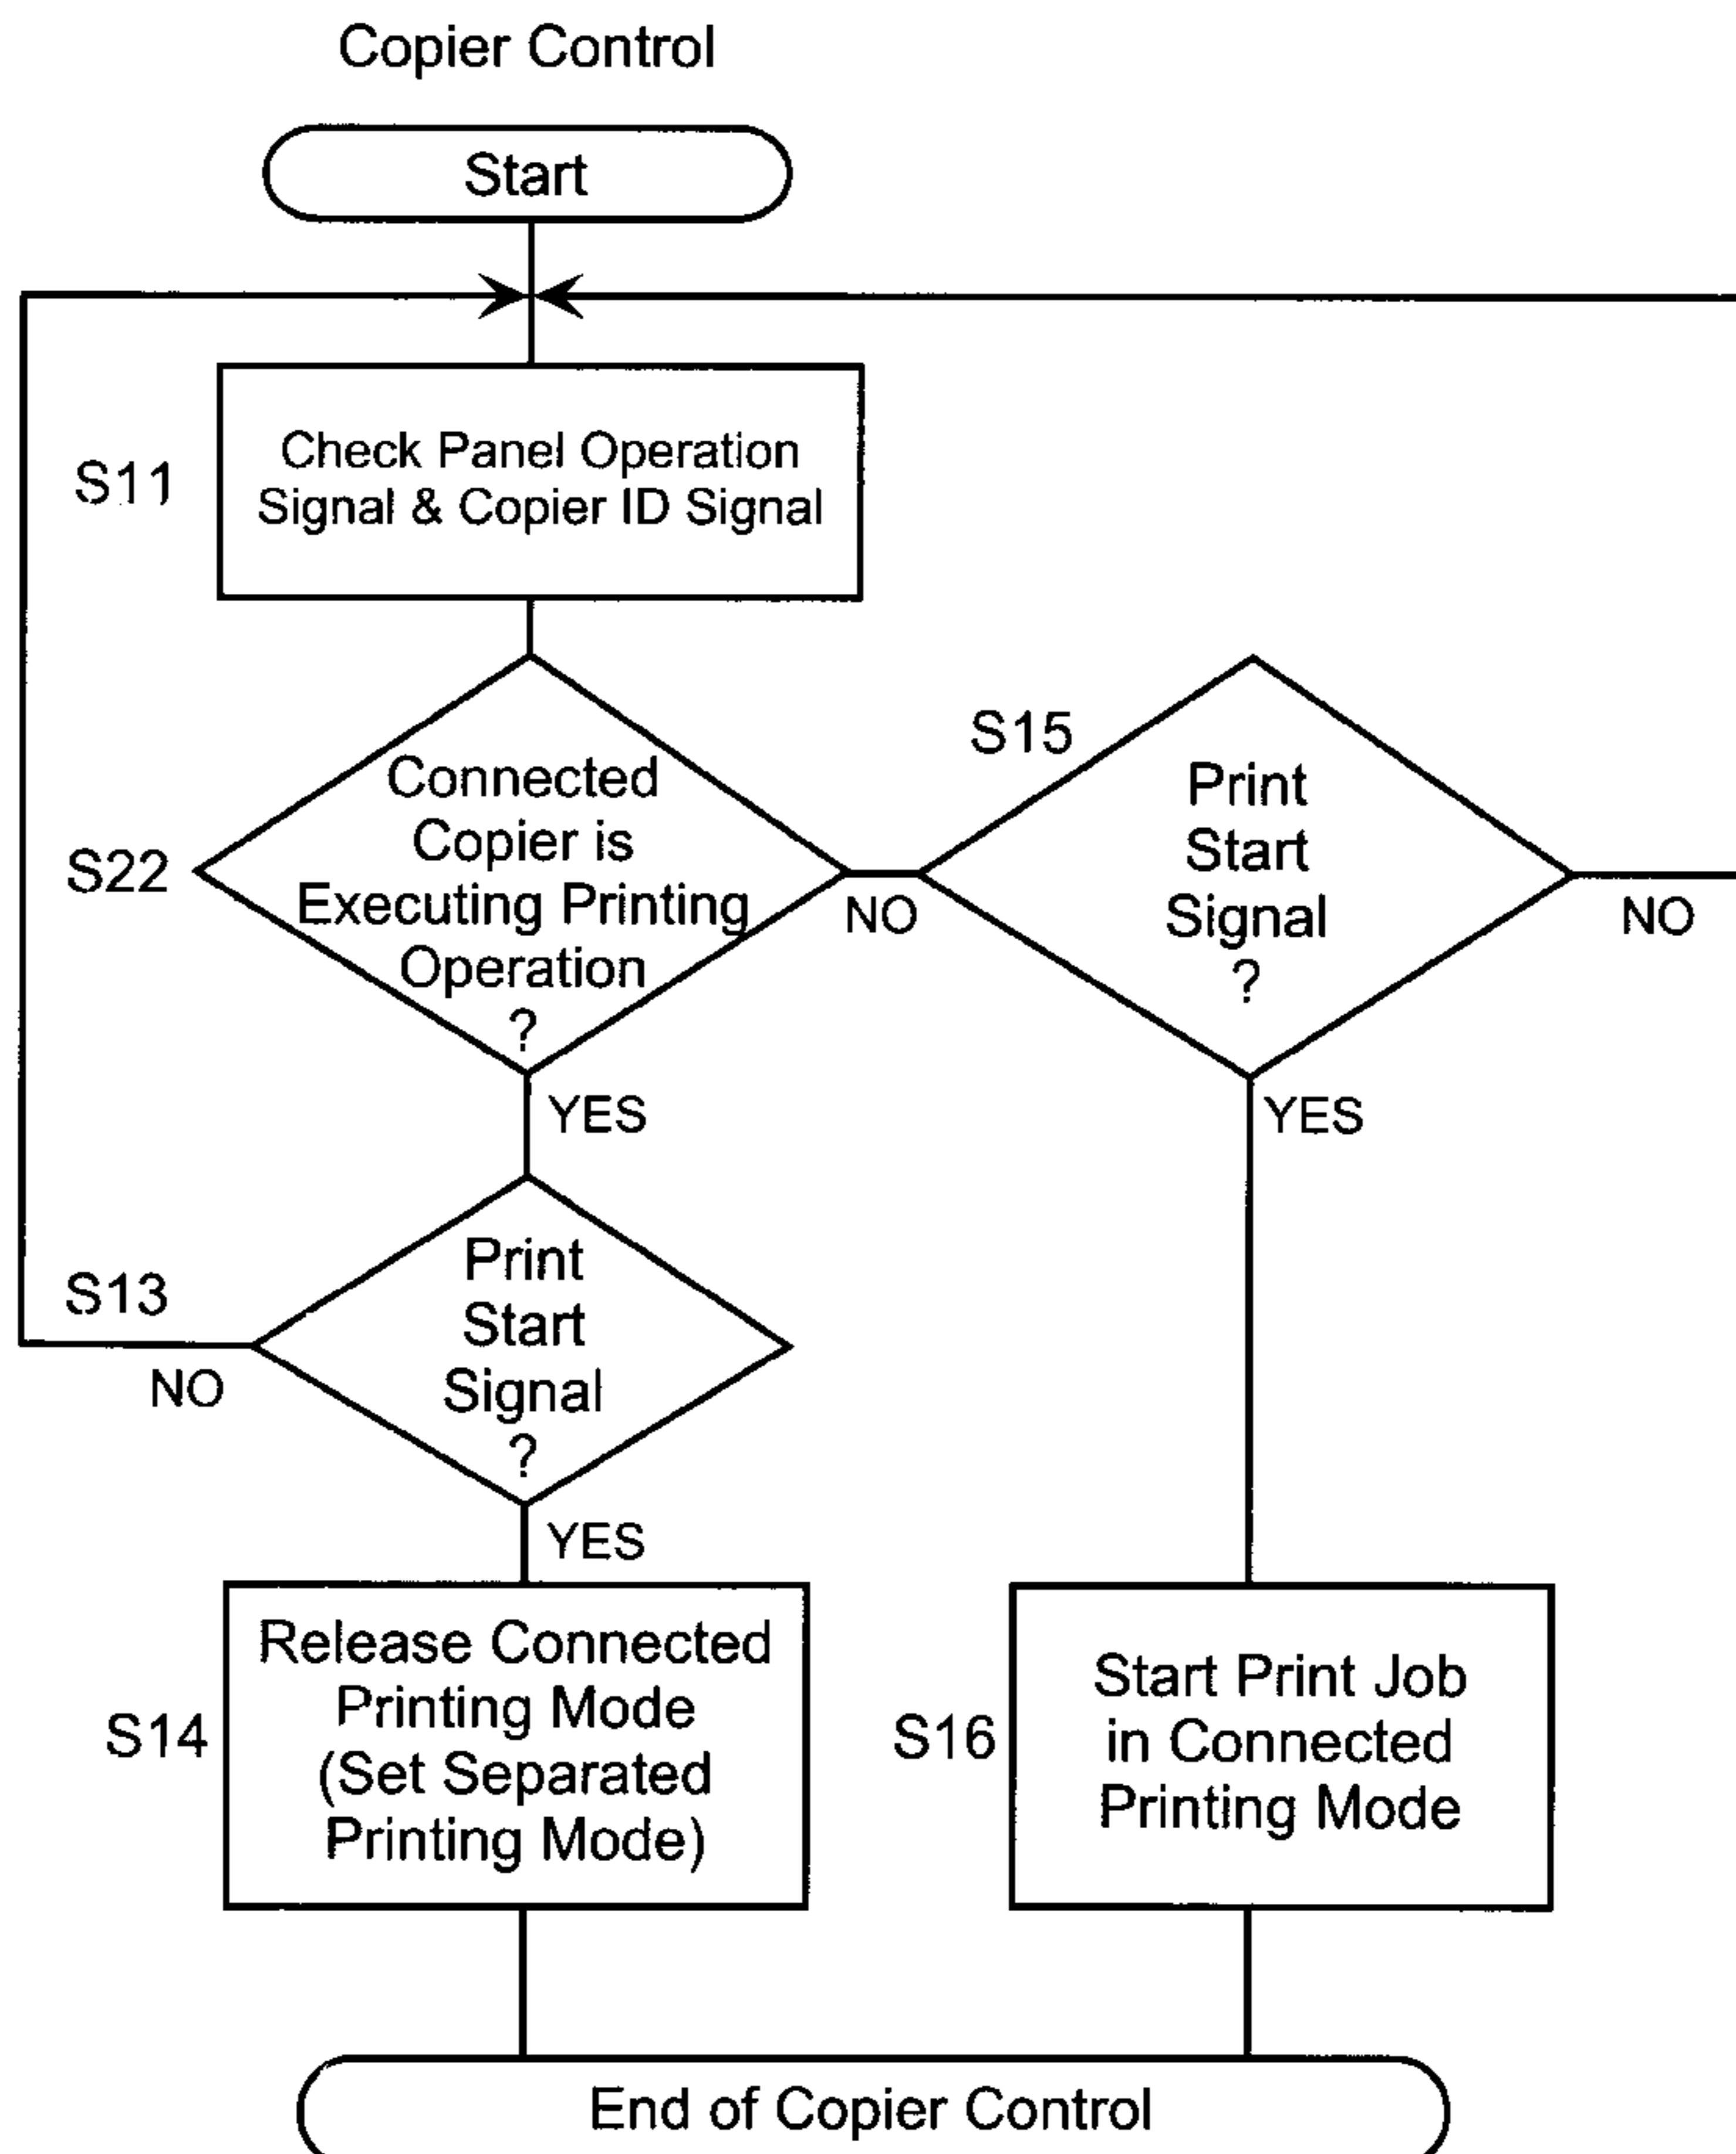 Copier Control
Start
S11
Check Panel Operation
Signal & Copier ID Signal
S22
Connected
Copier is
Executing Printing
Operation
?
NO
YES
S15
Print
Start
Signal
?
NO
YES
S13
Print
Start
Signal
?
NO
YES
S14
Release Connected
Printing Mode
(Set Separated
Printing Mode)
S16
Start Print Job
in Connected
Printing Mode
End of Copier Control